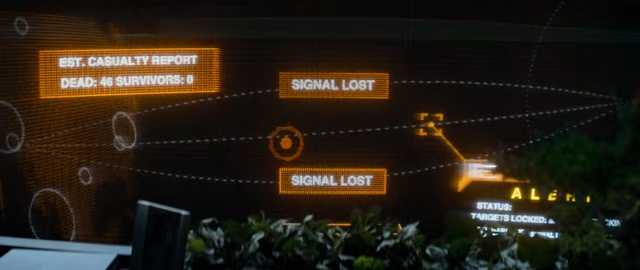 EST. CASUALTY REPORT
DEAD: 46 SURVIVORS: 0
SIGNAL LOST
SIGNAL LOST
STATUS:
TARGETS LOCKED: